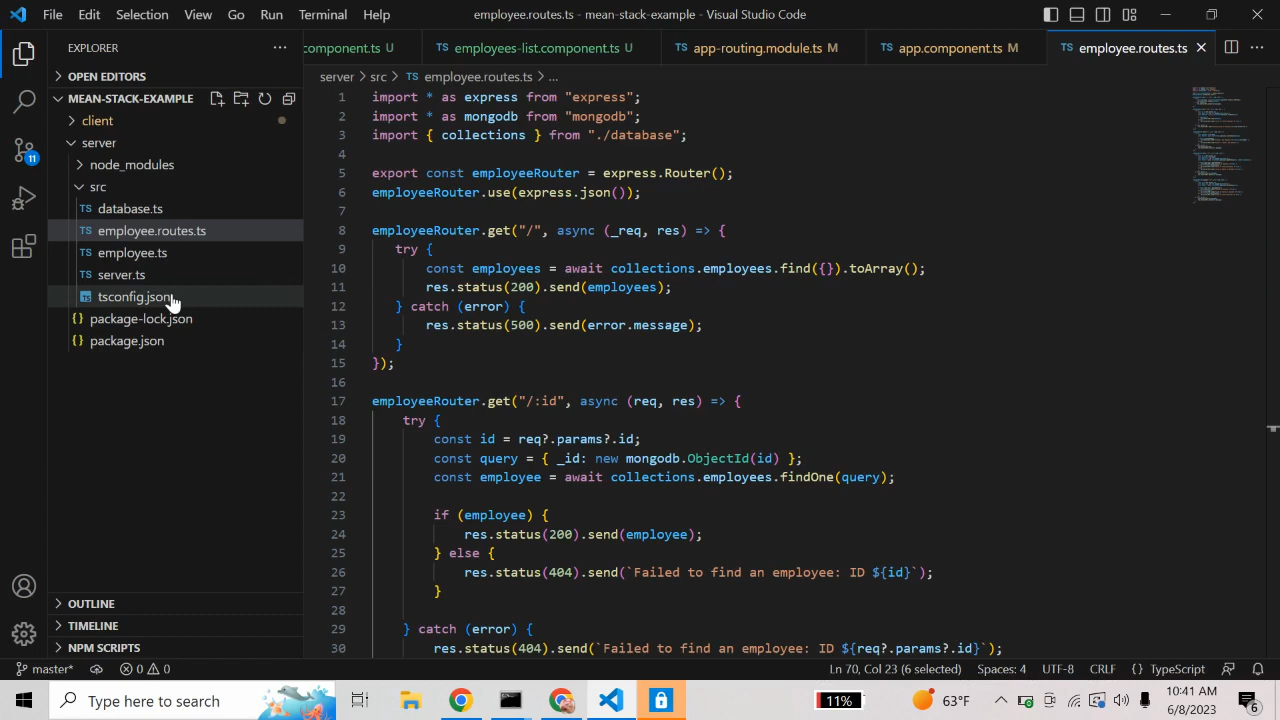 File Edit Selection View Go Run Terminal Help
employee.routes.ts - mean-stack-example - Visual Studio Code
EXPLORER
component.ts U
employees-list.component.ts U
app-routing.module.ts M
app.component.ts M
employee.routes.ts
OPEN EDITORS
MEAN-STACK-EXAMPLE
client
server
node_modules
src
database.ts
employee.routes.ts
employee.ts
server.ts
tsconfig.json
package-lock.json
package.json
OUTLINE
TIMELINE
NPM SCRIPTS
11
server > src > TS employee.routes.ts > ...
1 import * as express from "express";
2 import * as mongodb from "mongodb";
3 import { collections } from "./database";
4
5 export const employeeRouter = express.Router();
6 employeeRouter.use(express.json());
7
8 employeeRouter.get("/", async (_req, res) => {
9 try {
10 const employees = await collections.employees.find({}).toArray();
11 res.status(200).send(employees);
12 } catch (error) {
13 res.status(500).send(error.message);
14 }
15 });
16
17 employeeRouter.get("/:id", async (req, res) => {
18 try {
19 const id = req?.params?.id;
20 const query = { _id: new mongodb.ObjectId(id) };
21 const employee = await collections.employees.findOne(query);
22
23 if (employee) {
24 res.status(200).send(employee);
25 } else {
26 res.status(404).send(`Failed to find an employee: ID ${id}`);
27 }
28
29 } catch (error) {
30 res.status(404).send(`Failed to find an employee: ID ${req?.params?.id}`);
master* 0 0
Ln 70, Col 23 (6 selected) Spaces: 4 UTF-8 CRLF {} TypeScript
Type here to search
11%
68°F
10:41 AM
6/8/2023
6